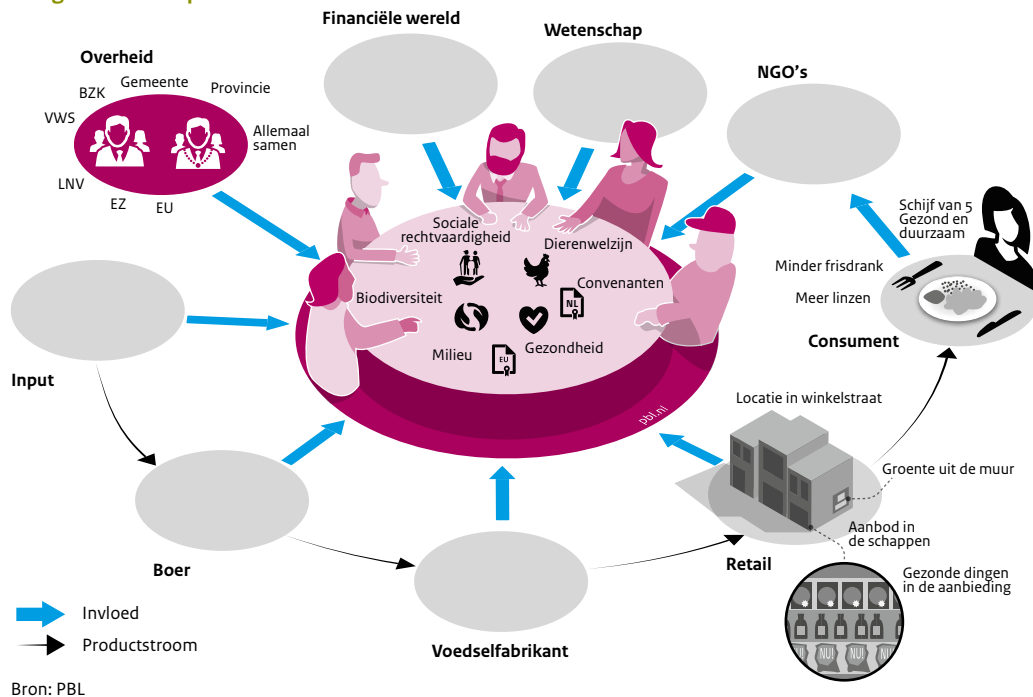 Financiële wereld
Wetenschap
Overheid
NGO's
BZK
Gemeente
Provincie
VWS
Allemaal
samen
LNV
EZ
EU
Schijf van 5
Gezond en
duurzaam
Sociale
rechtvaardigheid
Dierenwelzijn
Minder frisdrank
Convenanten
Biodiversiteit
NL
Meer linzen
Consument
Milieu
EU
Gezondheid
Input
pbl.nl
Locatie in winkelstraat
Groente uit de muur
Aanbod in
de schappen
Boer
Retail
Gezonde dingen
in de aanbieding
Invloed
Productstroom
Voedselfabrikant
NU!
NU!
Bron: PBL